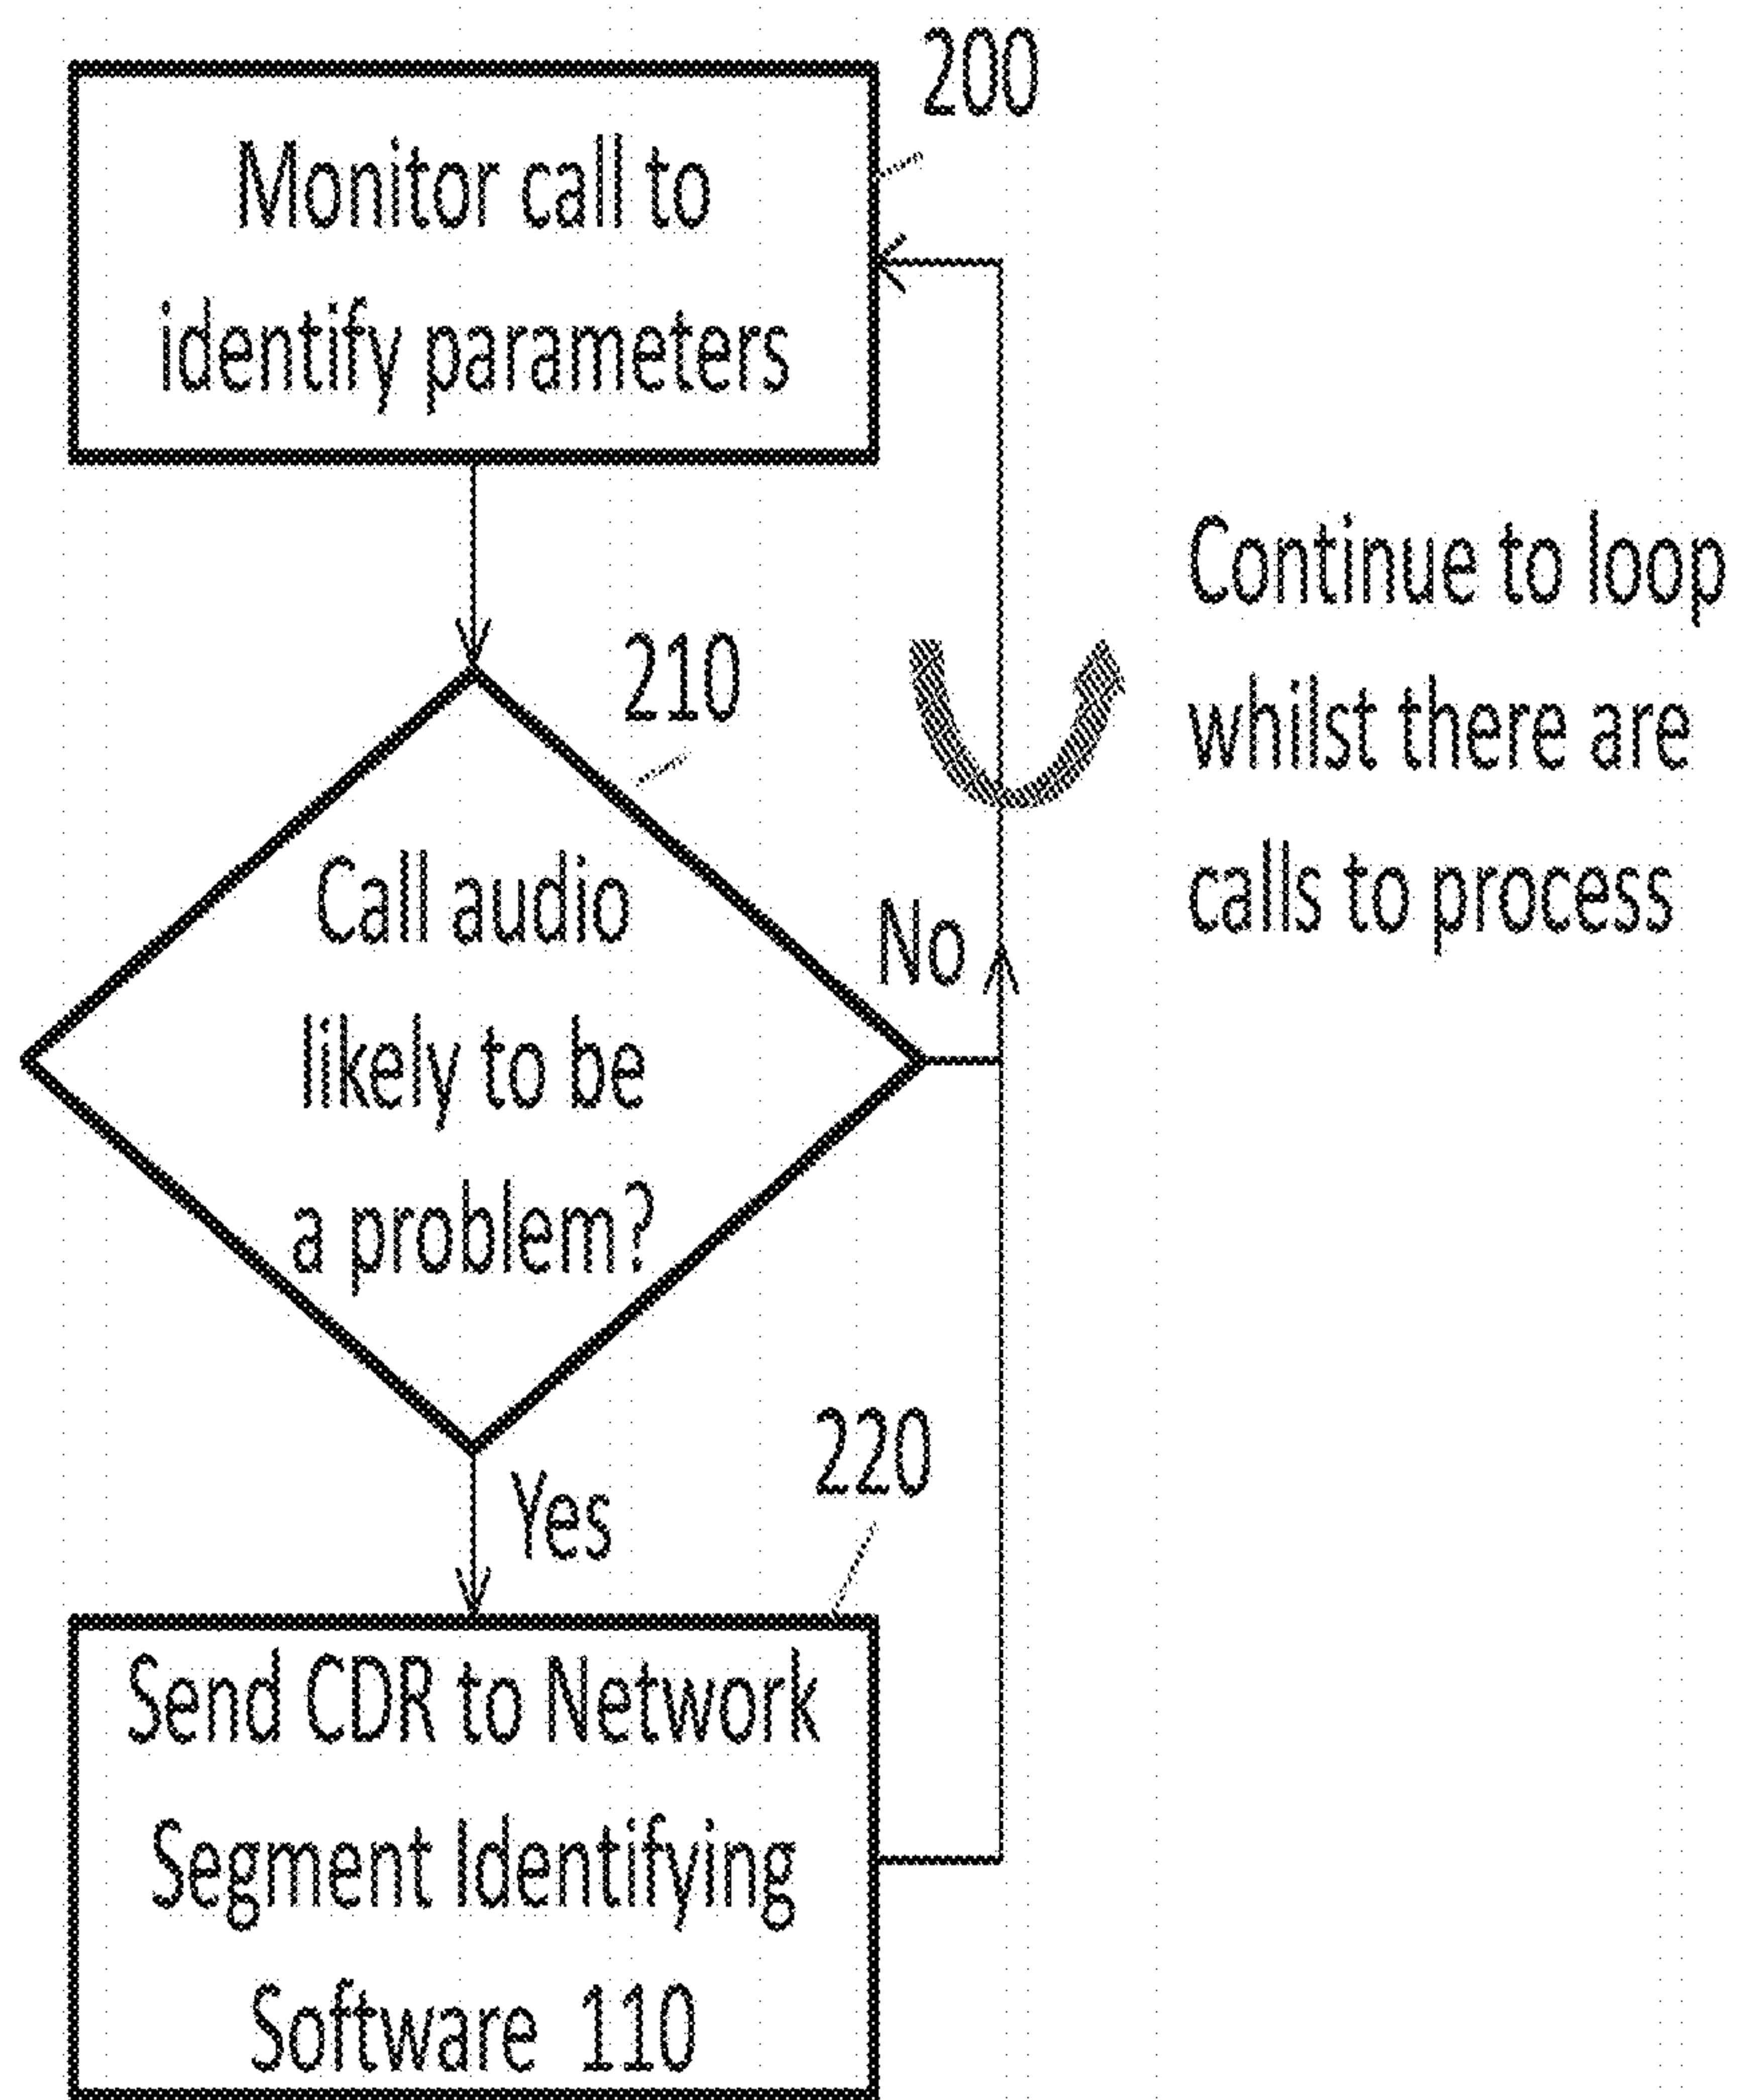 200
Monitor call to
identify parameters
Continue to loop
whilst there are
calls to process
210
Call audio
likely to be
a problem?
No
Yes
220
Send CDR to Network
Segment Identifying
Software 110